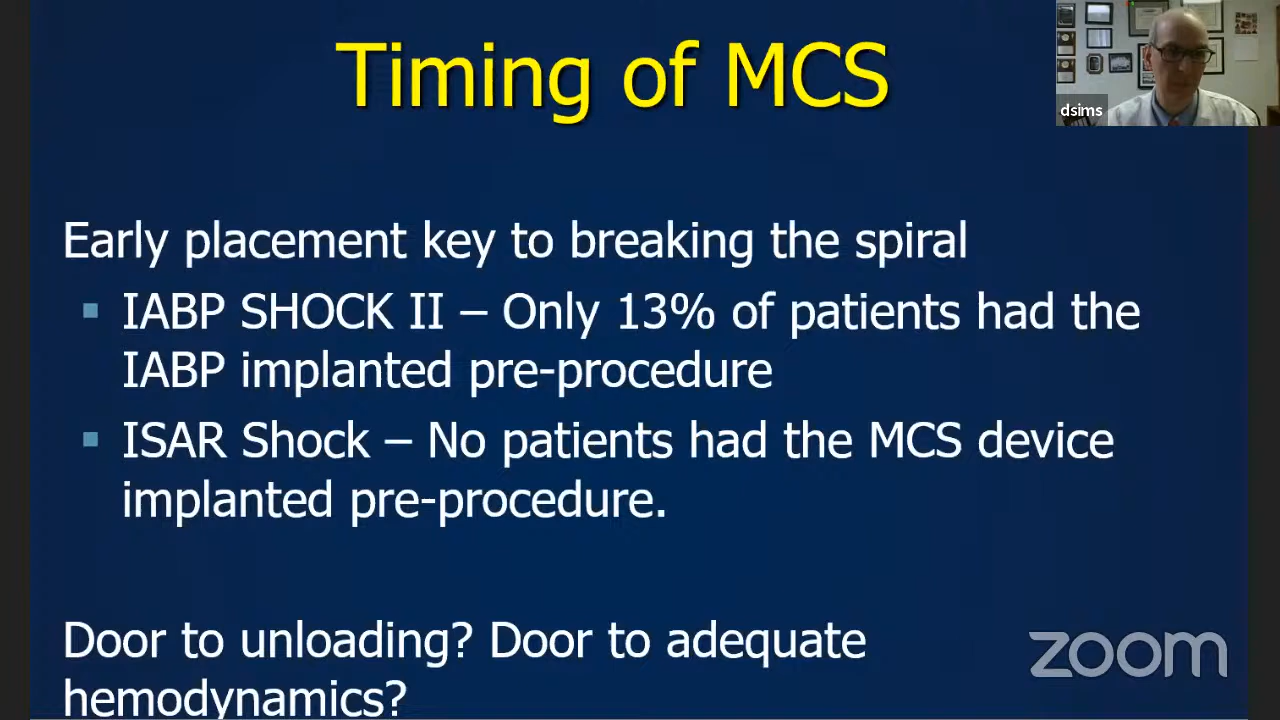 Timing of MCS
dsims
Early placement key to breaking the spiral
▪ IABP SHOCK II – Only 13% of patients had the
IABP implanted pre-procedure
▪ ISAR Shock – No patients had the MCS device
implanted pre-procedure.
Door to unloading? Door to adequate
hemodynamics?
zoom